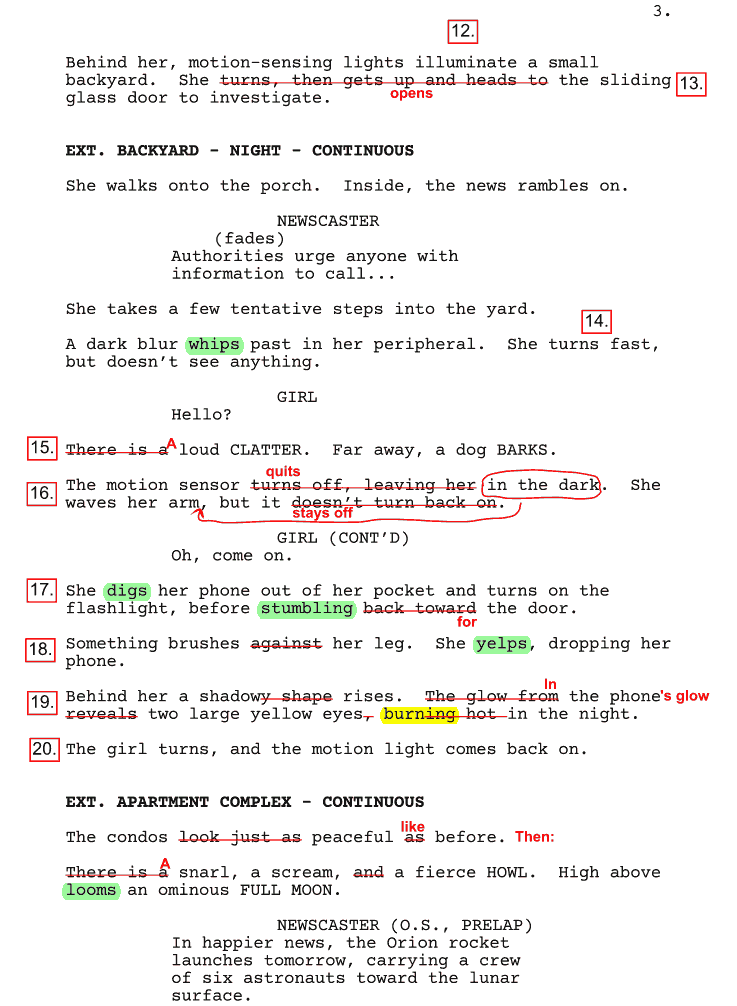 3.
12.
Behind her, motion-sensing lights illuminate a small
backyard.  She turns, then gets up and heads to the sliding
13.
opens
glass door to investigate.
EXT. BACKYARD - NIGHT - CONTINUOUS
She walks onto the porch.  Inside, the news rambles on.
NEWSCASTER
(fades)
Authorities urge anyone with
information to call...
She takes a few tentative steps into the yard.
14.
A dark blur whips past in her peripheral.  She turns fast,
but doesn't see anything.
GIRL
Hello?
15.
There is a A loud CLATTER.  Far away, a dog BARKS.
quits
16.
The motion sensor turns off, leaving her in the dark.  She
waves her arm, but it doesn't turn back on.
stays off
GIRL (CONT'D)
Oh, come on.
17.
She digs her phone out of her pocket and turns on the
flashlight, before stumbling back toward the door.
for
18.
Something brushes against her leg.  She yelps, dropping her
phone.
In
19.
Behind her a shadowy shape rises.  The glow from the phone's glow
reveals two large yellow eyes, burning hot in the night.
20.
The girl turns, and the motion light comes back on.
EXT. APARTMENT COMPLEX - CONTINUOUS
like
The condos look just as peaceful as before. Then:
There is a A snarl, a scream, and a fierce HOWL.  High above
looms an ominous FULL MOON.
NEWSCASTER (O.S., PRELAP)
In happier news, the Orion rocket
launches tomorrow, carrying a crew
of six astronauts toward the lunar
surface.